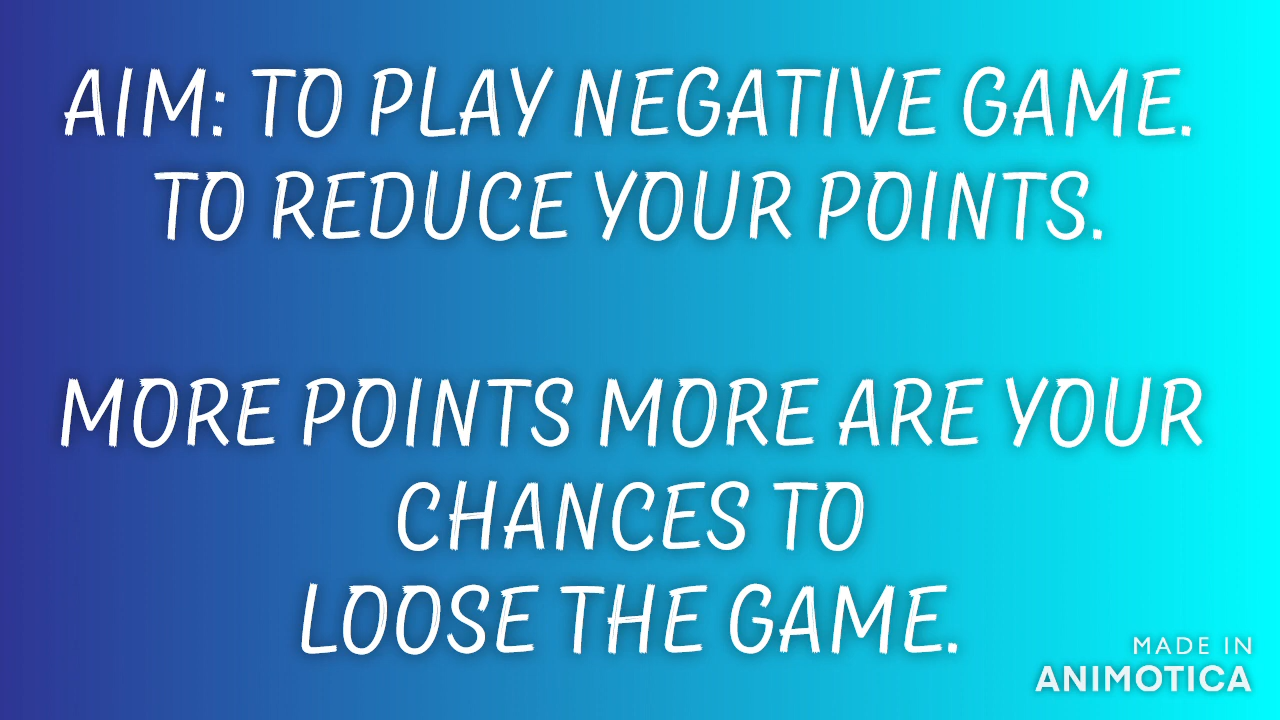 AIM: TO PLAY NEGATIVE GAME.
TO REDUCE YOUR POINTS.
MORE POINTS MORE ARE YOUR
CHANCES TO
LOOSE THE GAME.
MADE IN
ANIMOTICA